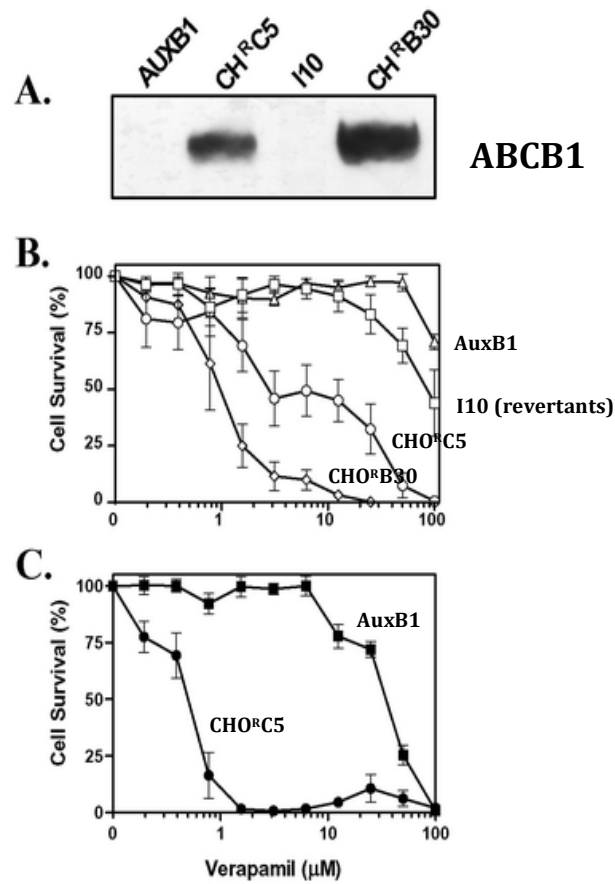 AUXB1
CHᴿC5
I10
CHᴿB30
A.
ABCB1
B.
Cell Survival (%)
100
75
50
25
0
AuxB1
I10 (revertants)
CHOᴿC5
CHOᴿB30
0
1
10
100
C.
Cell Survival (%)
100
75
50
25
0
AuxB1
CHOᴿC5
0
1
10
100
Verapamil (μM)